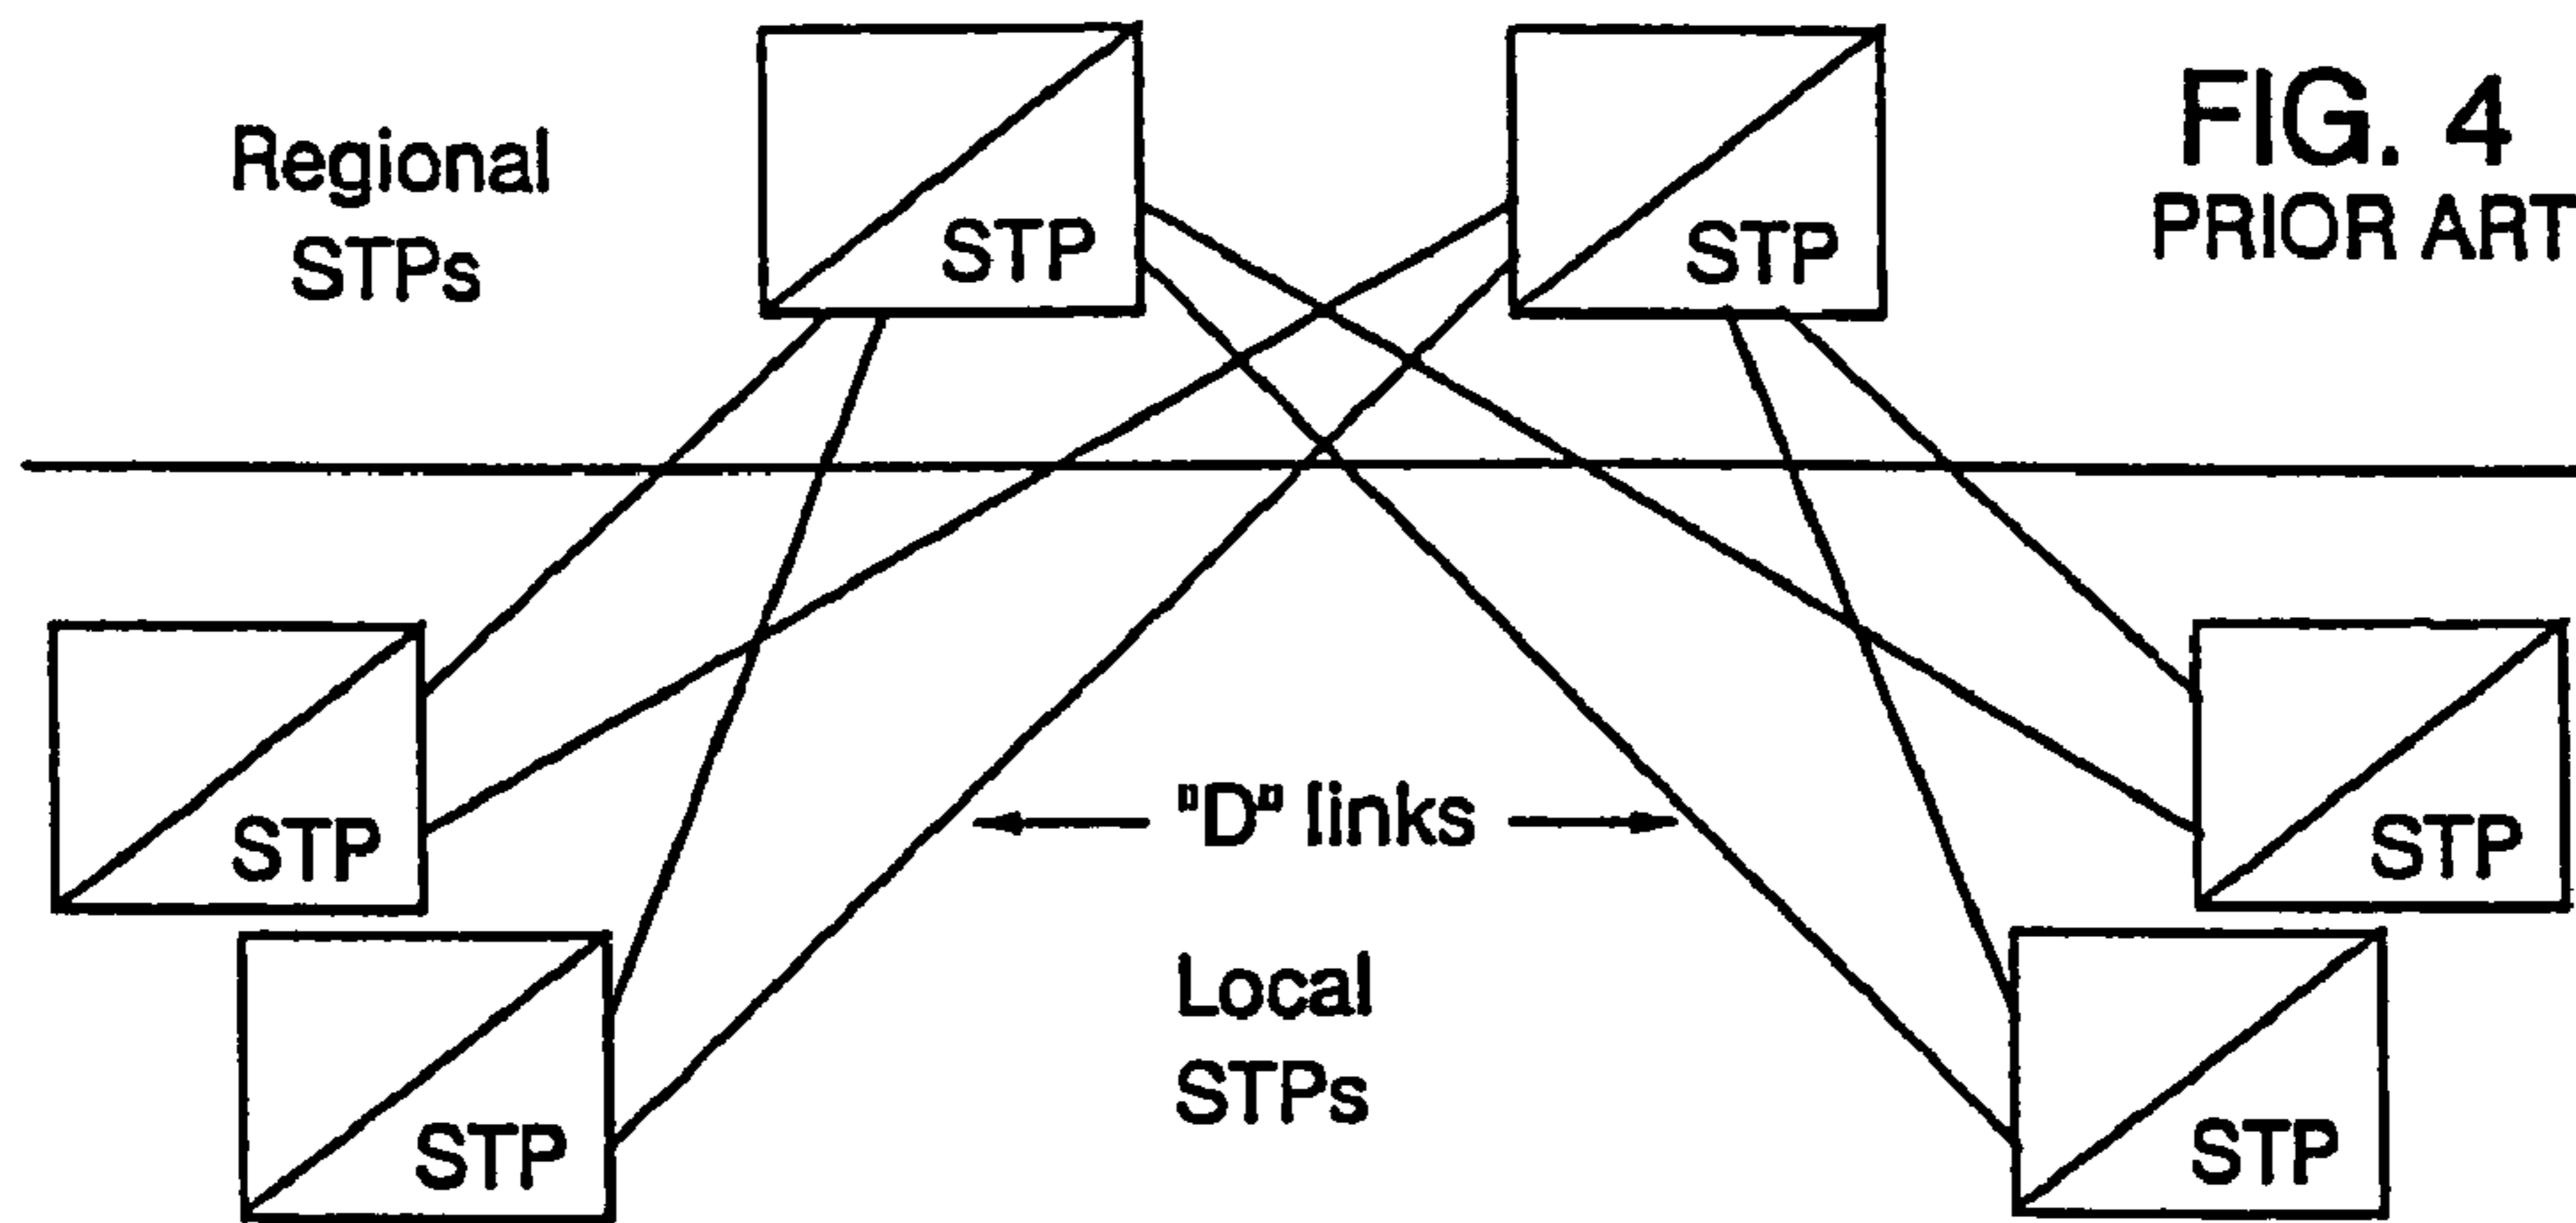 FIG. 4
PRIOR ART
Regional
STPs
STP
STP
STP
STP
"D" links
Local
STPs
STP
STP